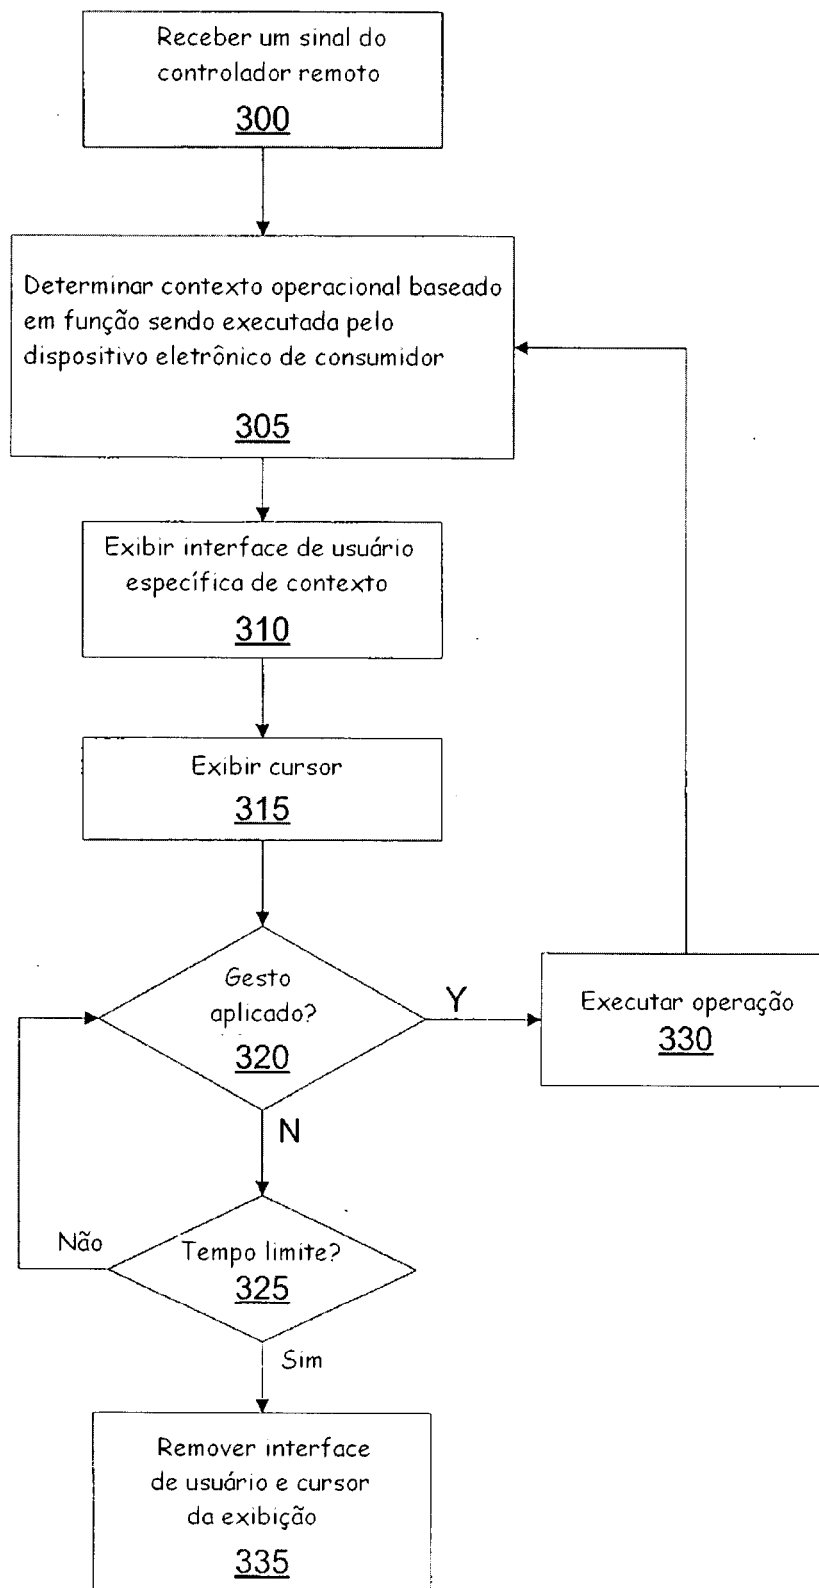 Receber um sinal do
controlador remoto
300
Determinar contexto operacional baseado
em função sendo executada pelo
dispositivo eletrônico de consumidor
305
Exibir interface de usuário
específica de contexto
310
Exibir cursor
315
Gesto
aplicado?
320
Y
Executar operação
330
N
Não
Tempo limite?
325
Sim
Remover interface
de usuário e cursor
da exibição
335